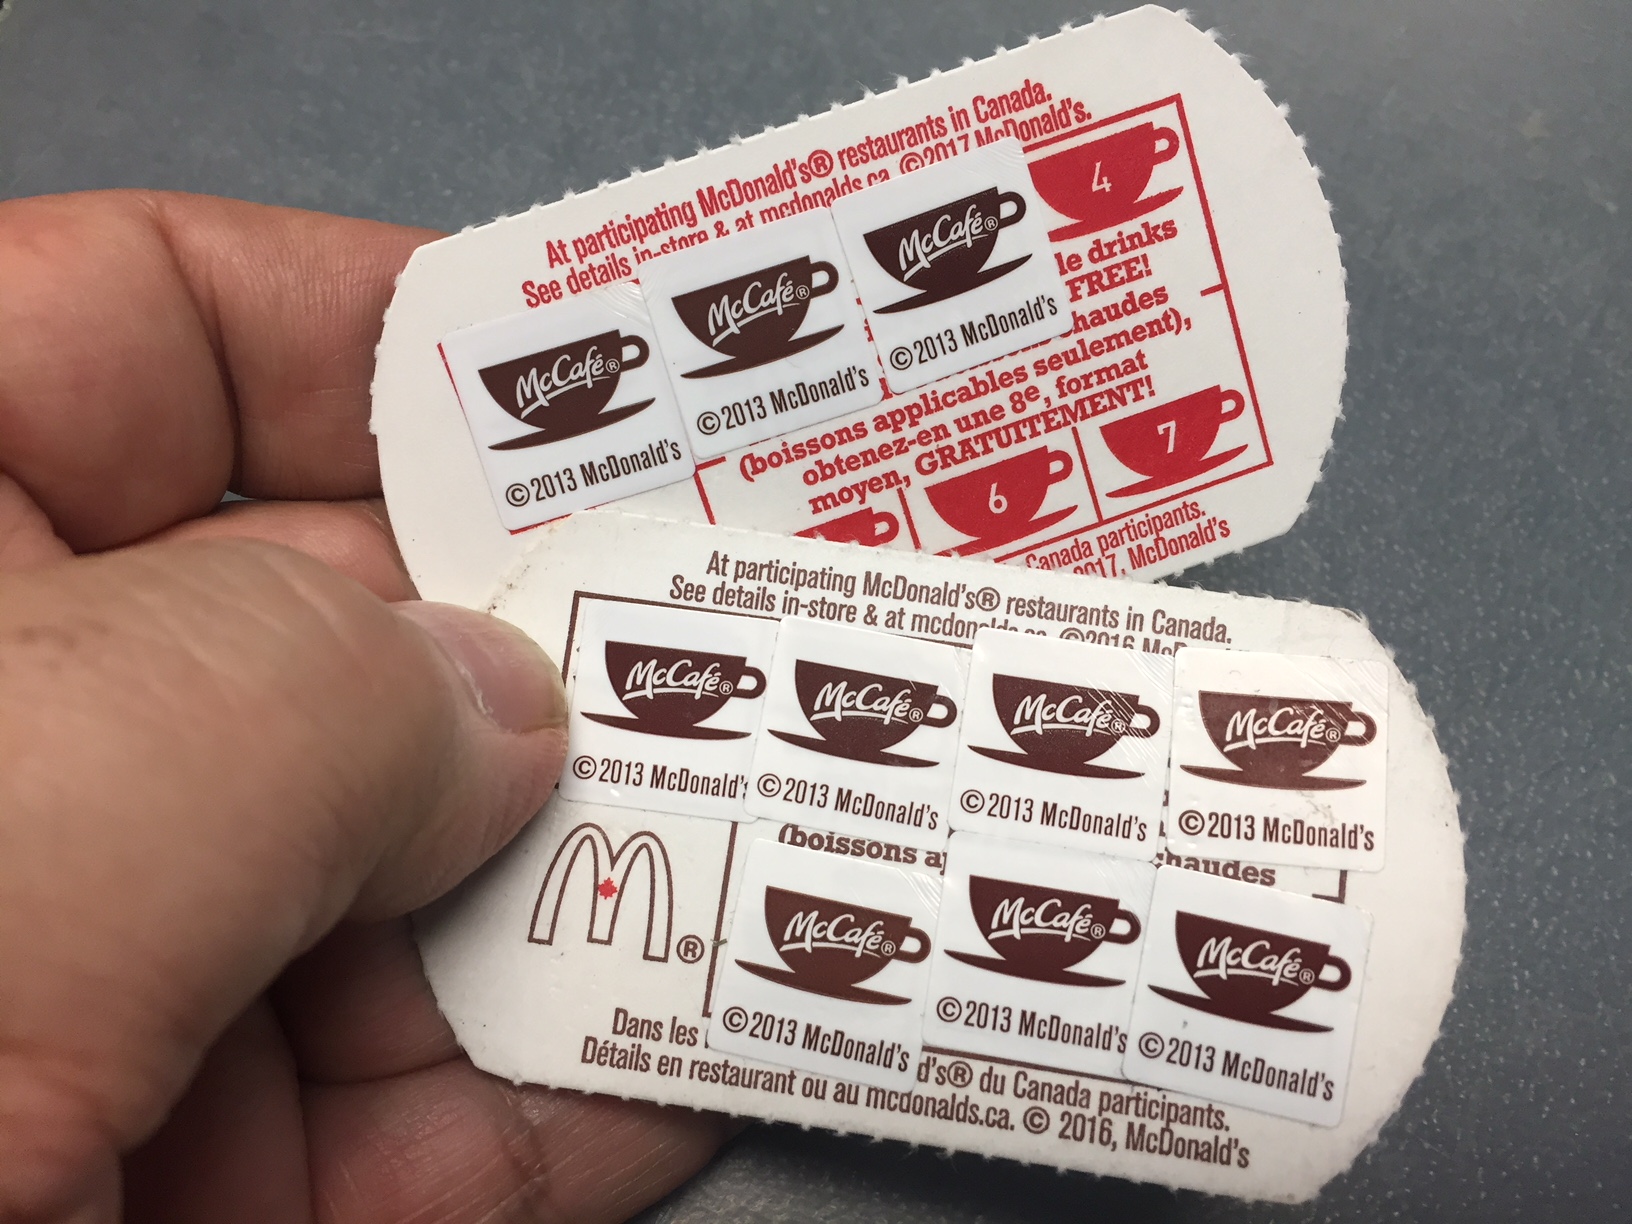 At participating McDonald's® restaurants in Canada.
See details in-store & at mcdonalds.ca. ©2017 McDonald's.
4
McCafé®
©2013 McDonald's
McCafé®
©2013 McDonald's
McCafé®
©2013 McDonald's
drinks
FREE!
(boissons applicables seulement),
obtenez-en une 8e, format
moyen, GRATUITEMENT!
6
7
Canada participants.
2017, McDonald's
At participating McDonald's® restaurants in Canada.
See details in-store & at mcdonalds.ca. ©2016
McCafé®
©2013 McDonald's
McCafé®
©2013 McDonald's
McCafé®
©2013 McDonald's
McCafé®
©2013 McDonald's
(boissons
chaudes
M®
McCafé®
©2013 McDonald's
McCafé®
©2013 McDonald's
McCafé®
©2013 McDonald's
Dans les d's® du Canada participants.
Détails en restaurant ou au mcdonalds.ca. © 2016, McDonald's